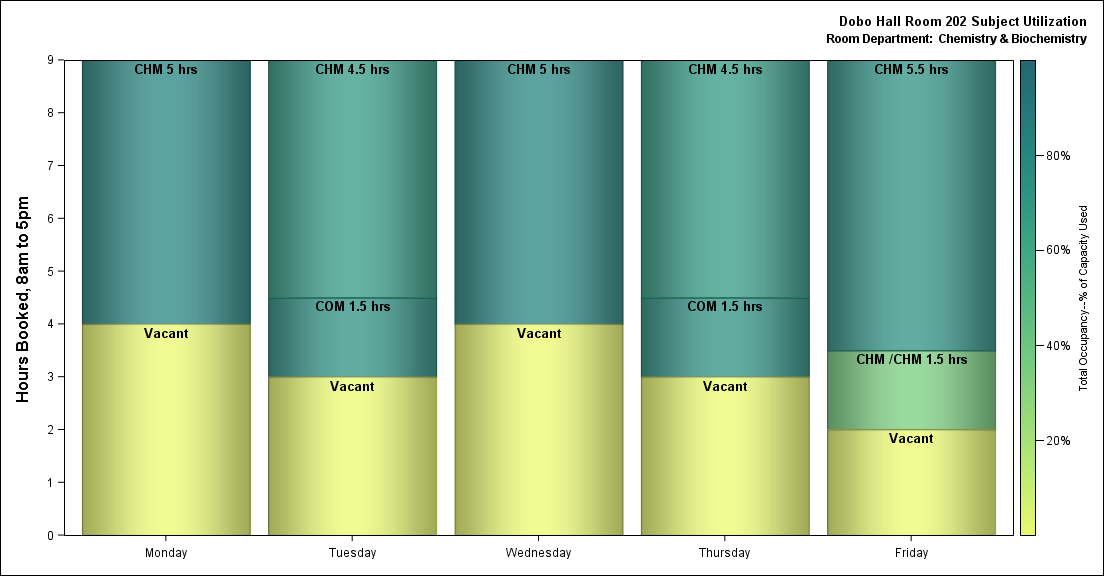 Dobo Hall Room 202 Subject Utilization
Room Department: Chemistry & Biochemistry
Hours Booked, 8am to 5pm
9
8
7
6
5
4
3
2
1
0
CHM 5 hrs
Vacant
CHM 4.5 hrs
COM 1.5 hrs
Vacant
CHM 5 hrs
Vacant
CHM 4.5 hrs
COM 1.5 hrs
Vacant
CHM 5.5 hrs
CHM /CHM 1.5 hrs
Vacant
Monday
Tuesday
Wednesday
Thursday
Friday
80%
60%
40%
20%
Total Occupancy--% of Capacity Used